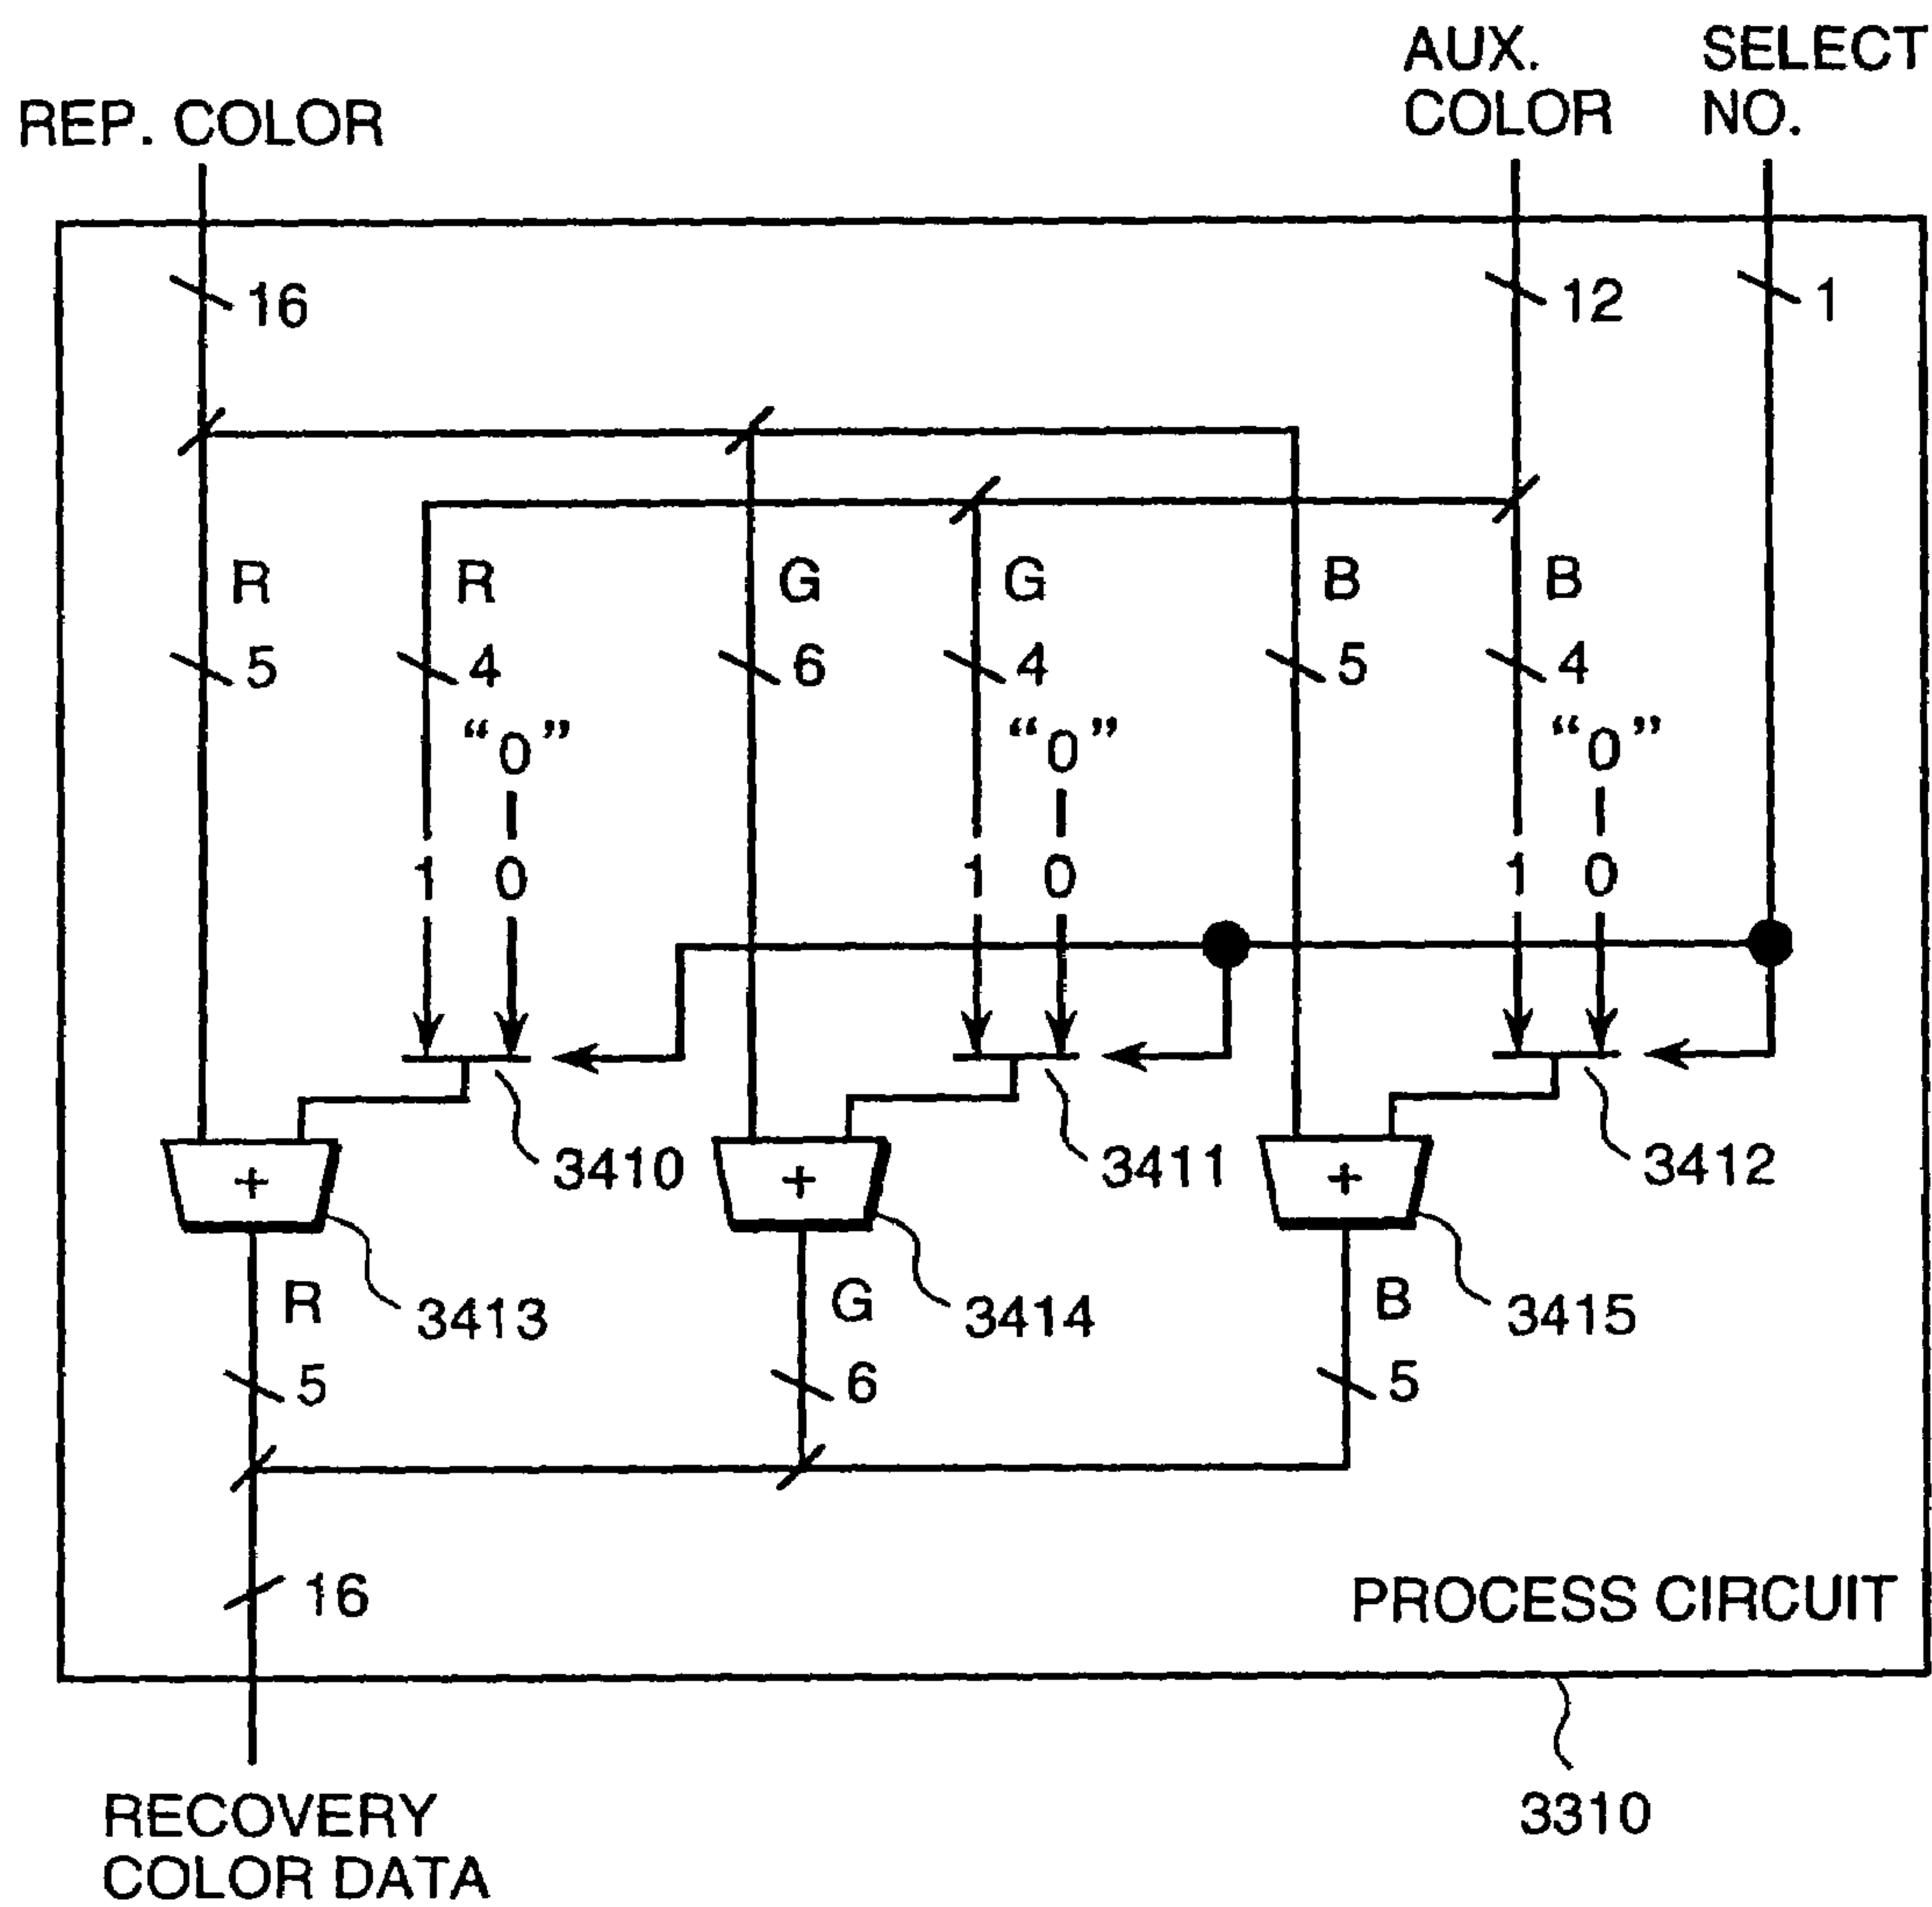 REP. COLOR
AUX.
COLOR
SELECT
NO.
16
12
1
R
R
G
G
B
B
5
4
6
4
5
4
“0”
“0”
“0”
1
0
1
0
1
0
3410
3411
3412
+
+
+
R
3413
G
3414
B
3415
5
6
5
16
PROCESS CIRCUIT
3310
RECOVERY
COLOR DATA